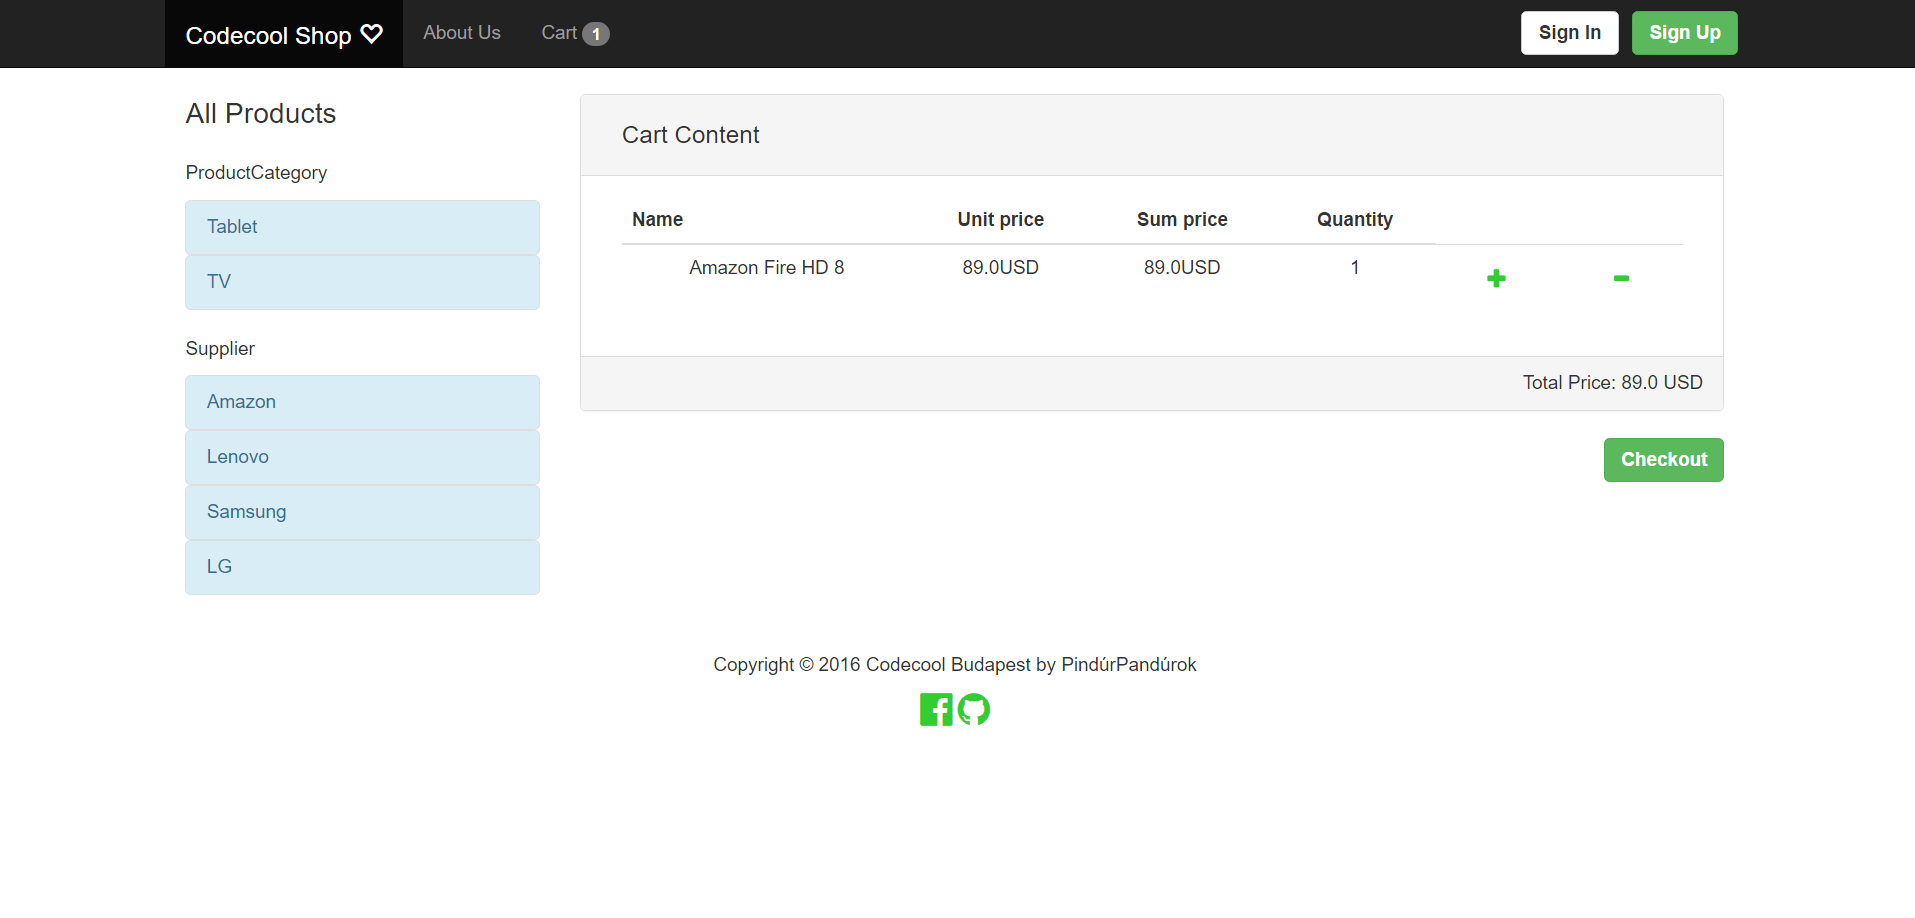 Codecool Shop About Us Cart 1 Sign In Sign Up
All Products
ProductCategory
Tablet
TV
Supplier
Amazon
Lenovo
Samsung
LG
Cart Content
Name Unit price Sum price Quantity
Amazon Fire HD 8 89.0USD 89.0USD 1
Total Price: 89.0 USD
Checkout
Copyright © 2016 Codecool Budapest by PindúrPandúrok